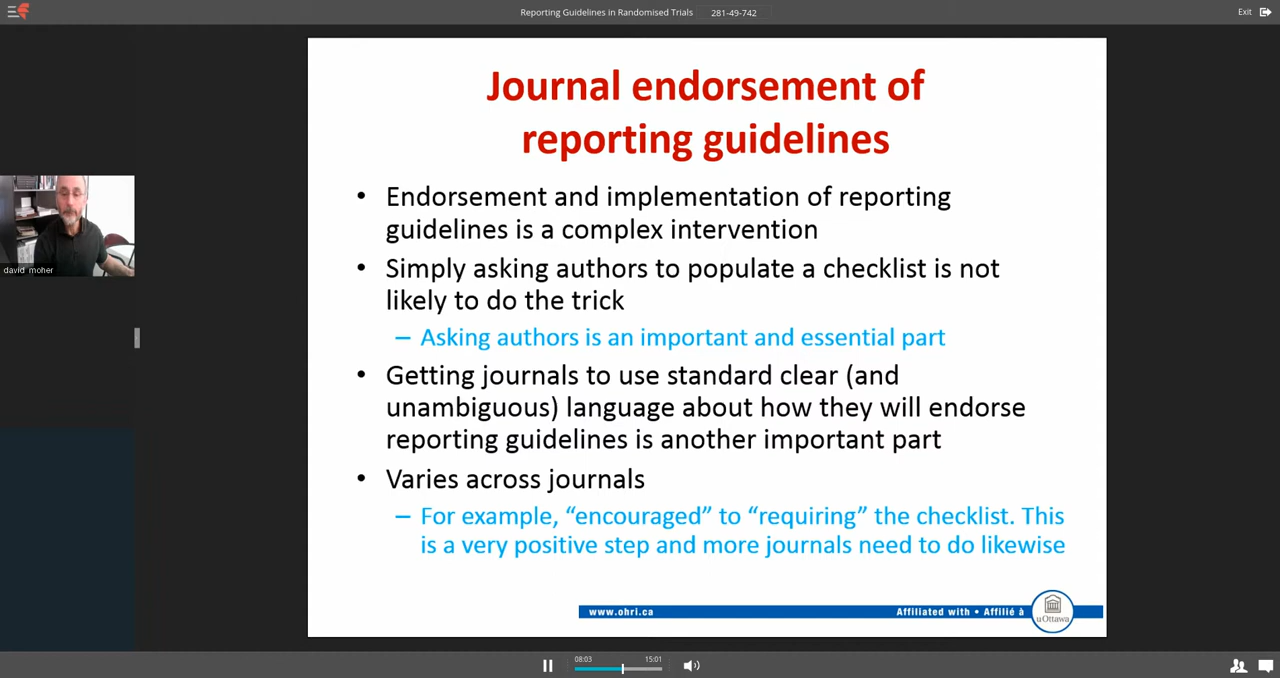 Reporting Guidelines in Randomised Trials 281-49-742
Exit
Journal endorsement of
reporting guidelines
• Endorsement and implementation of reporting
guidelines is a complex intervention
• Simply asking authors to populate a checklist is not
likely to do the trick
– Asking authors is an important and essential part
• Getting journals to use standard clear (and
unambiguous) language about how they will endorse
reporting guidelines is another important part
• Varies across journals
– For example, “encouraged” to “requiring” the checklist. This
is a very positive step and more journals need to do likewise
david moher
www.ohri.ca
Affiliated with • Affilié à
uOttawa
08:03
15:01